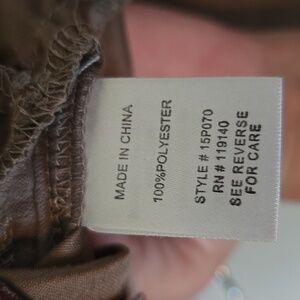 MADE IN CHINA
100%POLYESTER
STYLE # 15P070
RN # 119140
SEE REVERSE
FOR CARE